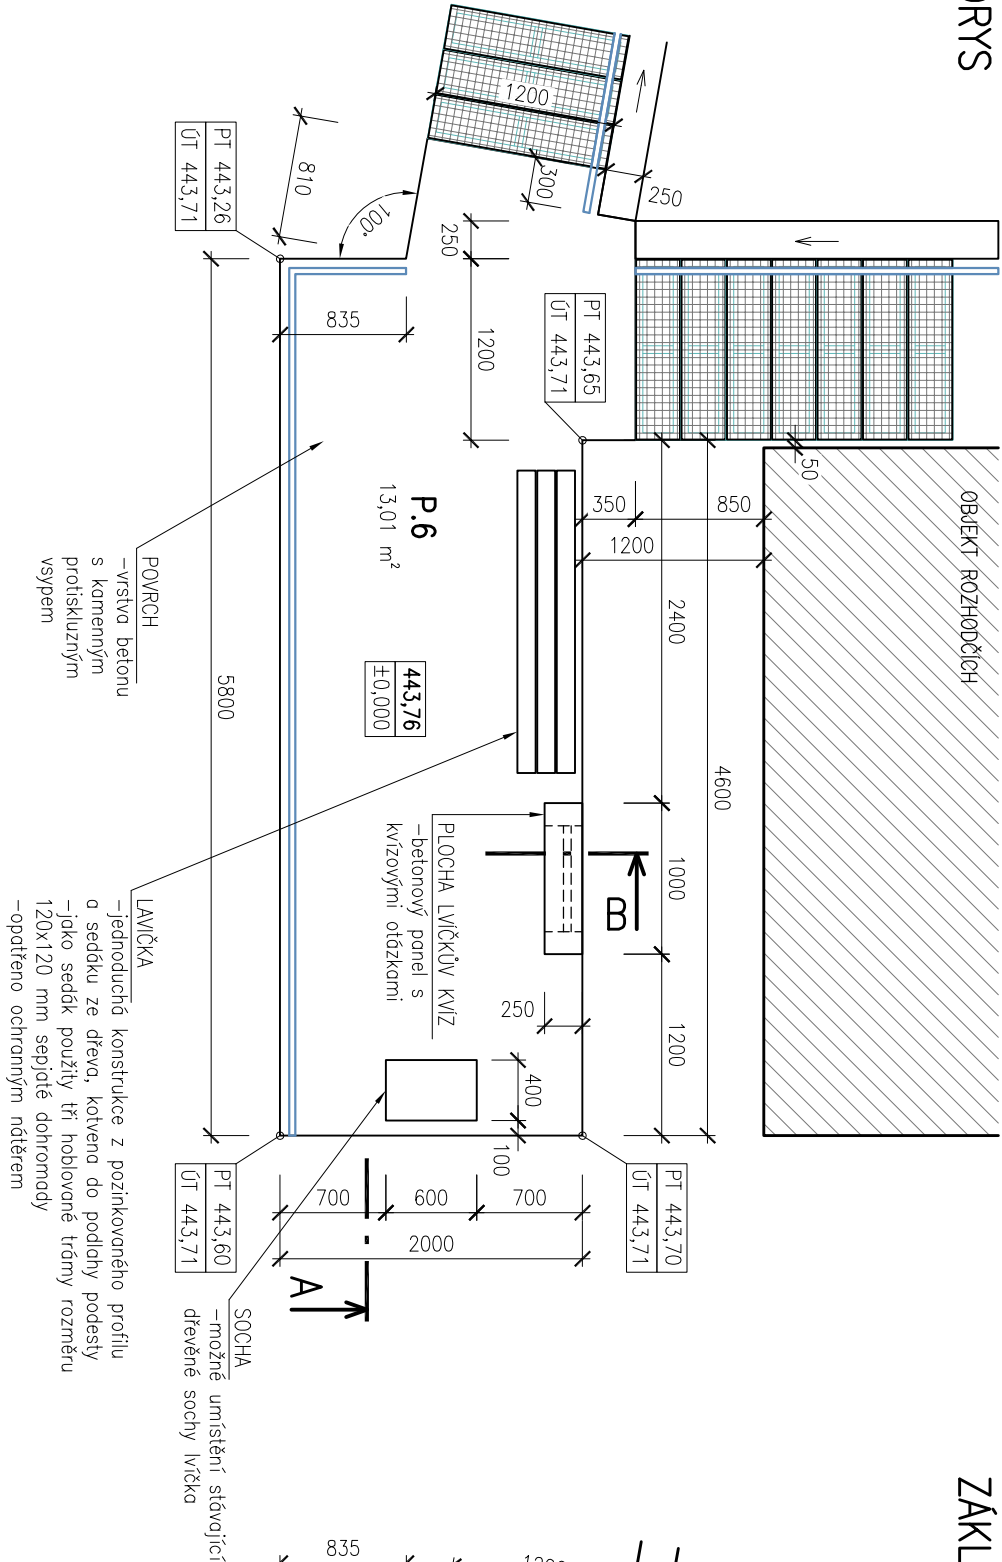 ORYS
ZÁKL
1200
300
250
810
100°
PT 443,26
ÚT 443,71
250
1200
835
PT 443,65
ÚT 443,71
50
OBJEKT ROZHODČÍCH
350
850
1200
2400
4600
1000
1200
P.6
13,01 m²
443,76
±0,000
5800
POVRCH
-vrstva betonu
s kamenným
protiskluzným
vsypem
PLOCHA LVÍČKŮV KVÍZ
-betonový panel s
kvízovými otázkami
B
250
400
100
LAVIČKA
-jednoduchá konstrukce z pozinkovaného profilu
a sedáku ze dřeva, kotvena do podlahy podesty
-jako sedák použity tři hoblované trámy rozměru
120x120 mm sepjaté dohromady
-opatřeno ochranným nátěrem
PT 443,60
ÚT 443,71
700
600
700
2000
PT 443,70
ÚT 443,71
A
SOCHA
-možné umístění stávající
dřevěné sochy lvíčka
835